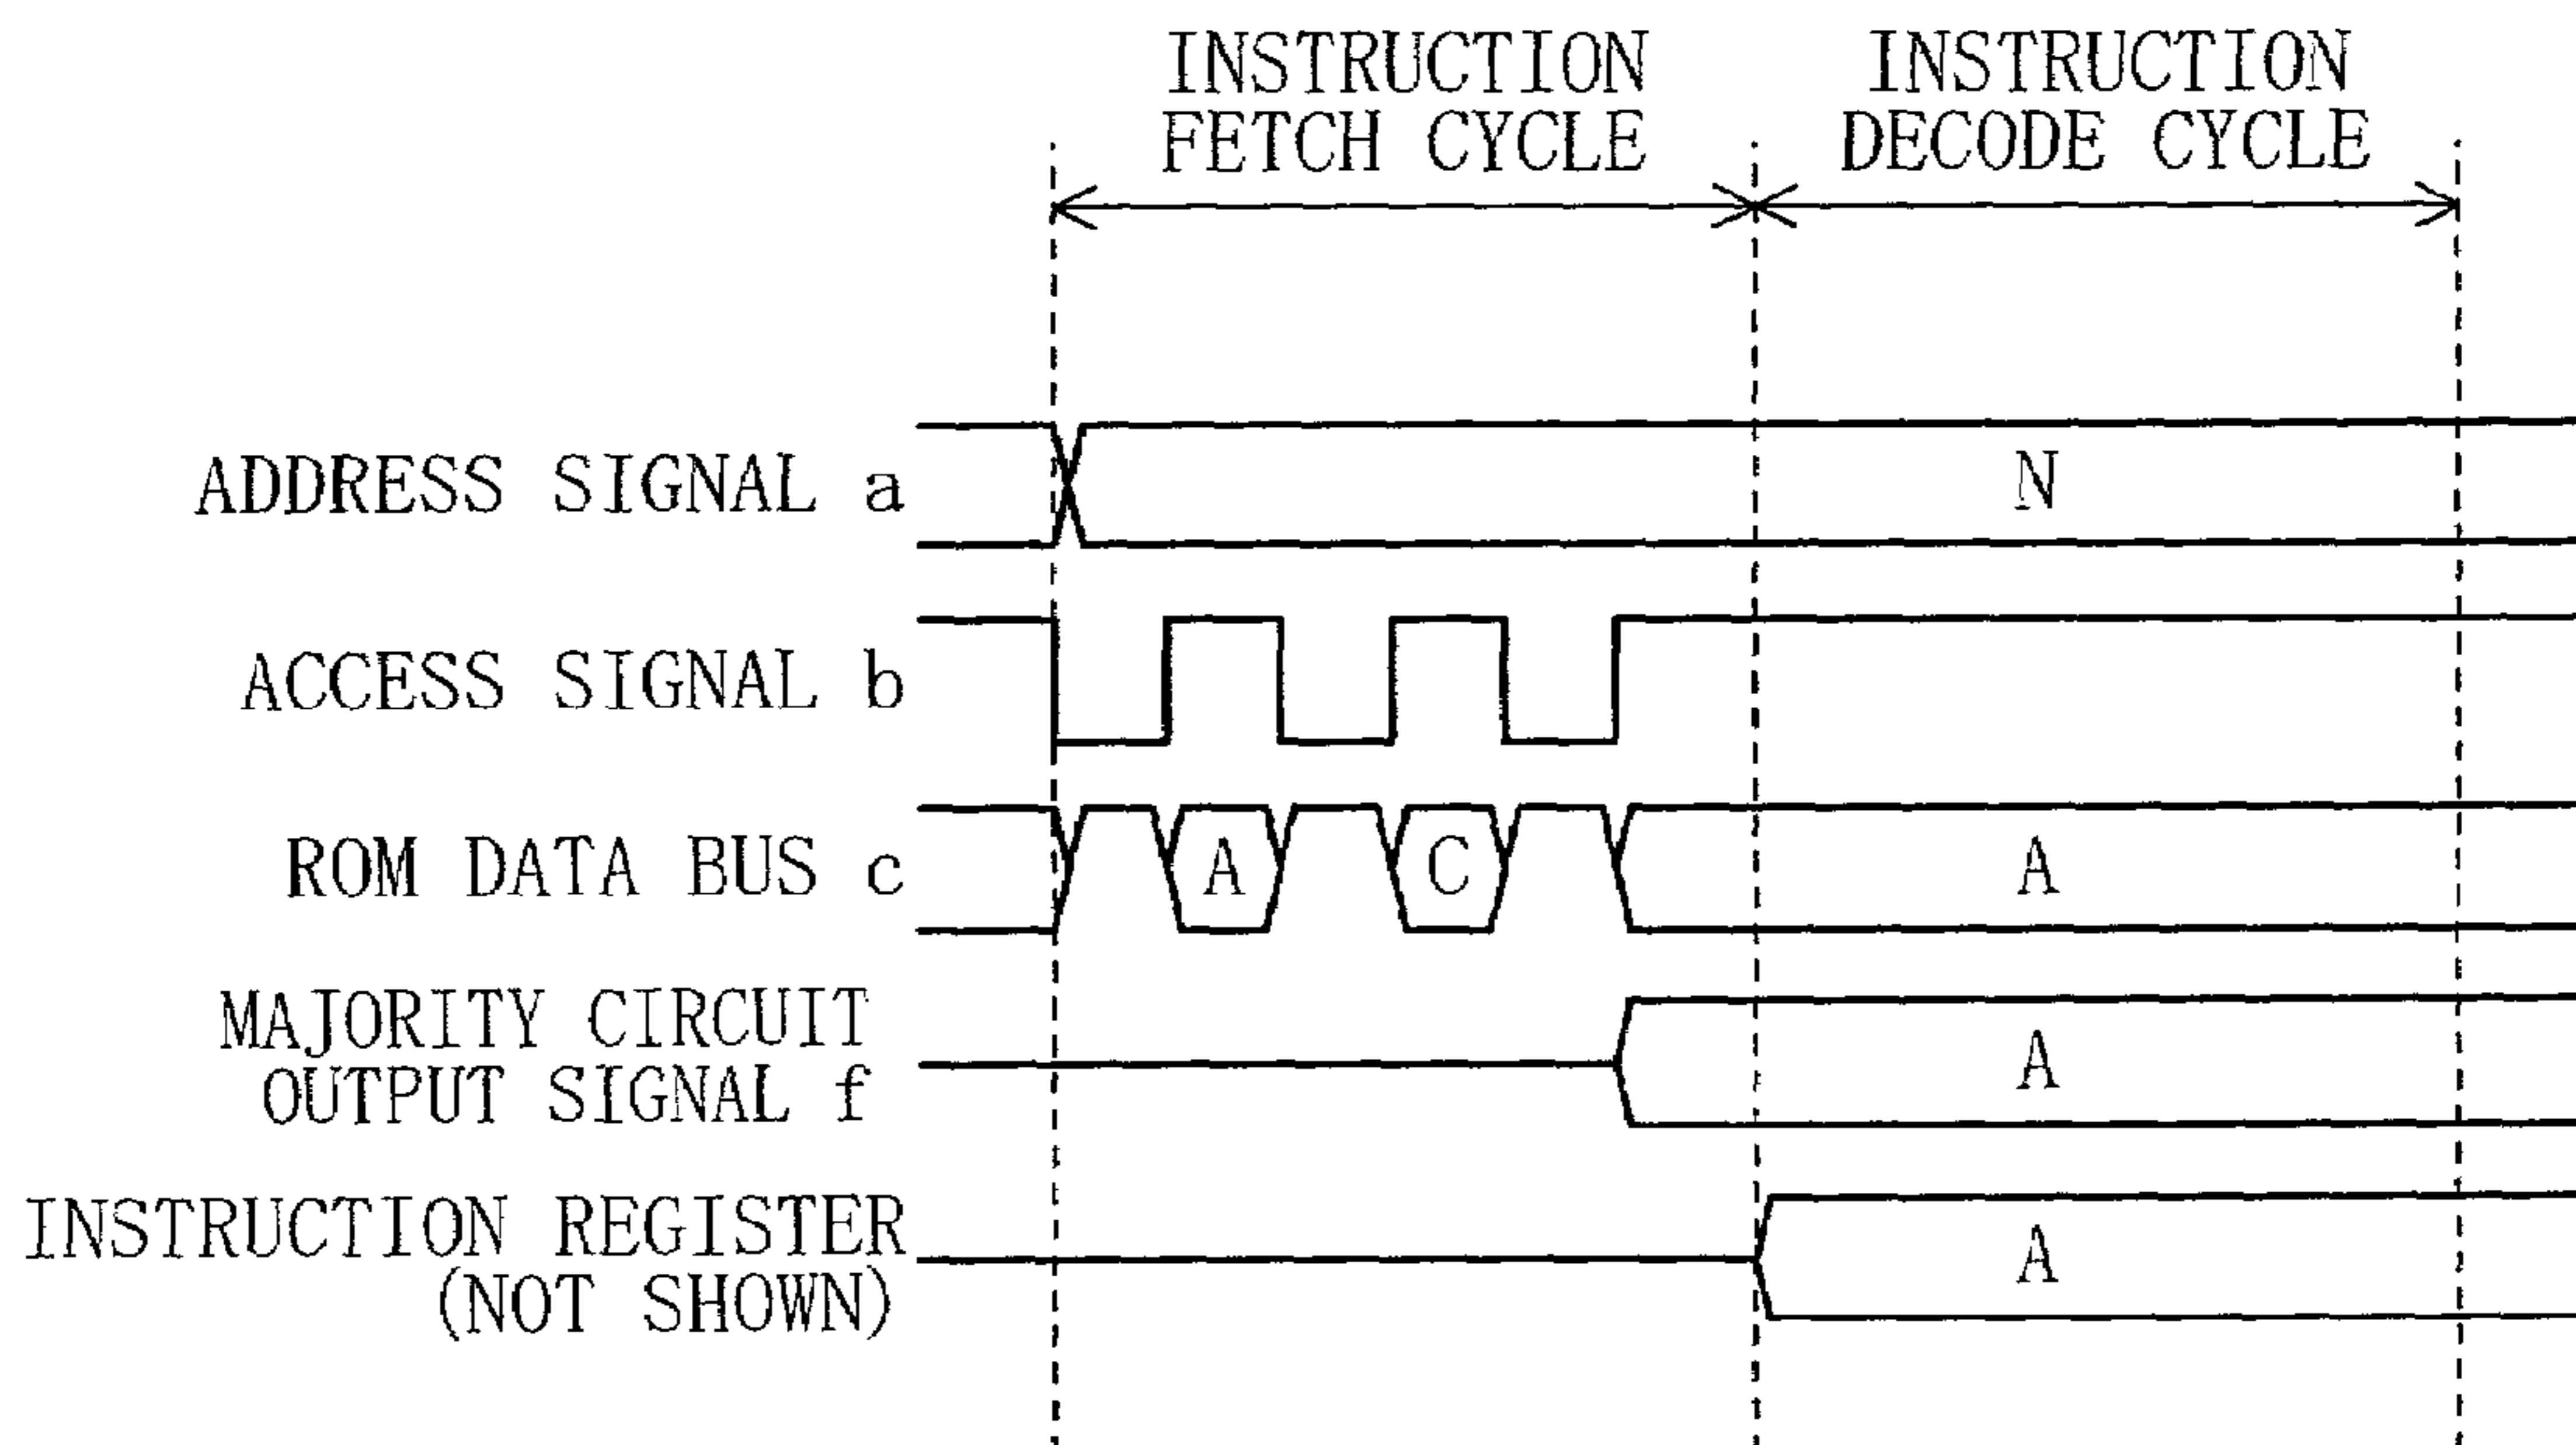 INSTRUCTION
FETCH CYCLE
INSTRUCTION
DECODE CYCLE
ADDRESS SIGNAL a
N
ACCESS SIGNAL b
ROM DATA BUS c
A
C
A
MAJORITY CIRCUIT
OUTPUT SIGNAL f
A
INSTRUCTION REGISTER
(NOT SHOWN)
A